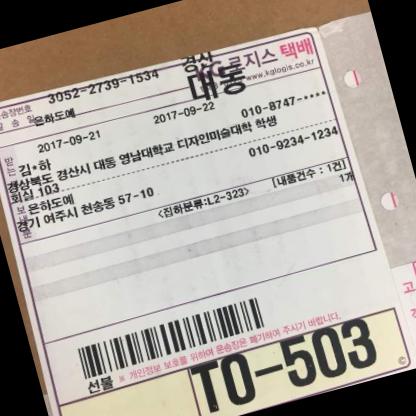 경산
로지스 택배
3052-2739-1534
대동
www.kglogis.co.kr
은하도예
2017-09-21
2017-09-22
010-8747-****
김*하
경상북도 경산시 대동 영남대학교 디자인미술대학 학생
회실 103
010-9234-1234
은하도예
경기 여주시 천송동 57-10
<집하분류:L2-323>
[내품건수 : 1건]
1개
선불
※ 개인정보 보호를 위하여 운송장은 폐기하여 주시기 바랍니다.
TO-503